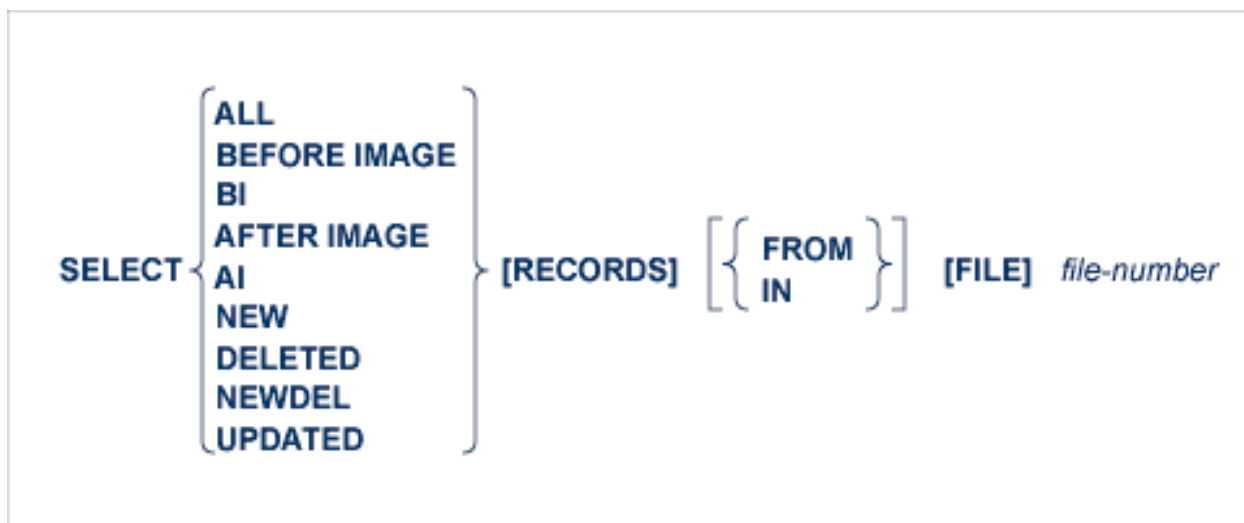 SELECT
ALL
BEFORE IMAGE
BI
AFTER IMAGE
AI
NEW
DELETED
NEWDEL
UPDATED
[RECORDS]
FROM
IN
[FILE] file-number